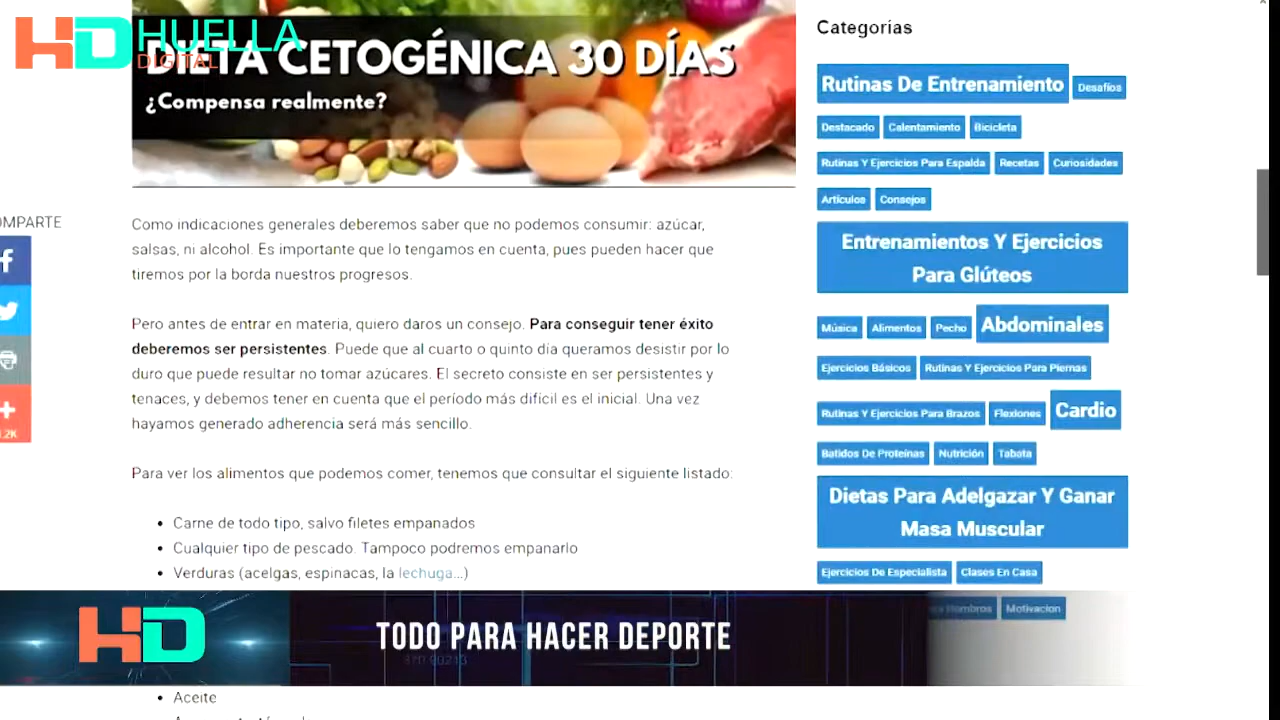 HD HUELLA
DIGITAL
DIETA CETOGÉNICA 30 DÍAS
¿Compensa realmente?
OMPARTE
1.2K
Como indicaciones generales deberemos saber que no podemos consumir: azúcar,
salsas, ni alcohol. Es importante que lo tengamos en cuenta, pues pueden hacer que
tiremos por la borda nuestros progresos.
Pero antes de entrar en materia, quiero daros un consejo. Para conseguir tener éxito
deberemos ser persistentes. Puede que al cuarto o quinto día queramos desistir por lo
duro que puede resultar no tomar azúcares. El secreto consiste en ser persistentes y
tenaces, y debemos tener en cuenta que el período más dificil es el inicial. Una vez
hayamos generado adherencia será más sencillo.
Para ver los alimentos que podemos comer, tenemos que consultar el siguiente listado:
• Carne de todo tipo, salvo filetes empanados
• Cualquier tipo de pescado. Tampoco podremos empanarlo
• Verduras (acelgas, espinacas, la lechuga...)
• Aceite
Categorías
Rutinas De Entrenamiento Desafíos
Destacado Calentamiento Bicicleta
Rutinas Y Ejercicios Para Espalda Recetas Curiosidades
Artículos Consejos
Entrenamientos Y Ejercicios
Para Glúteos
Música Alimentos Pecho Abdominales
Ejercicios Básicos Rutinas Y Ejercicios Para Piernas
Rutinas Y Ejercicios Para Brazos Flexiones Cardio
Batidos De Proteínas Nutrición Tabata
Dietas Para Adelgazar Y Ganar
Masa Muscular
Ejercicios De Especialista Clases En Casa
Hombros Motivacion
HD TODO PARA HACER DEPORTE